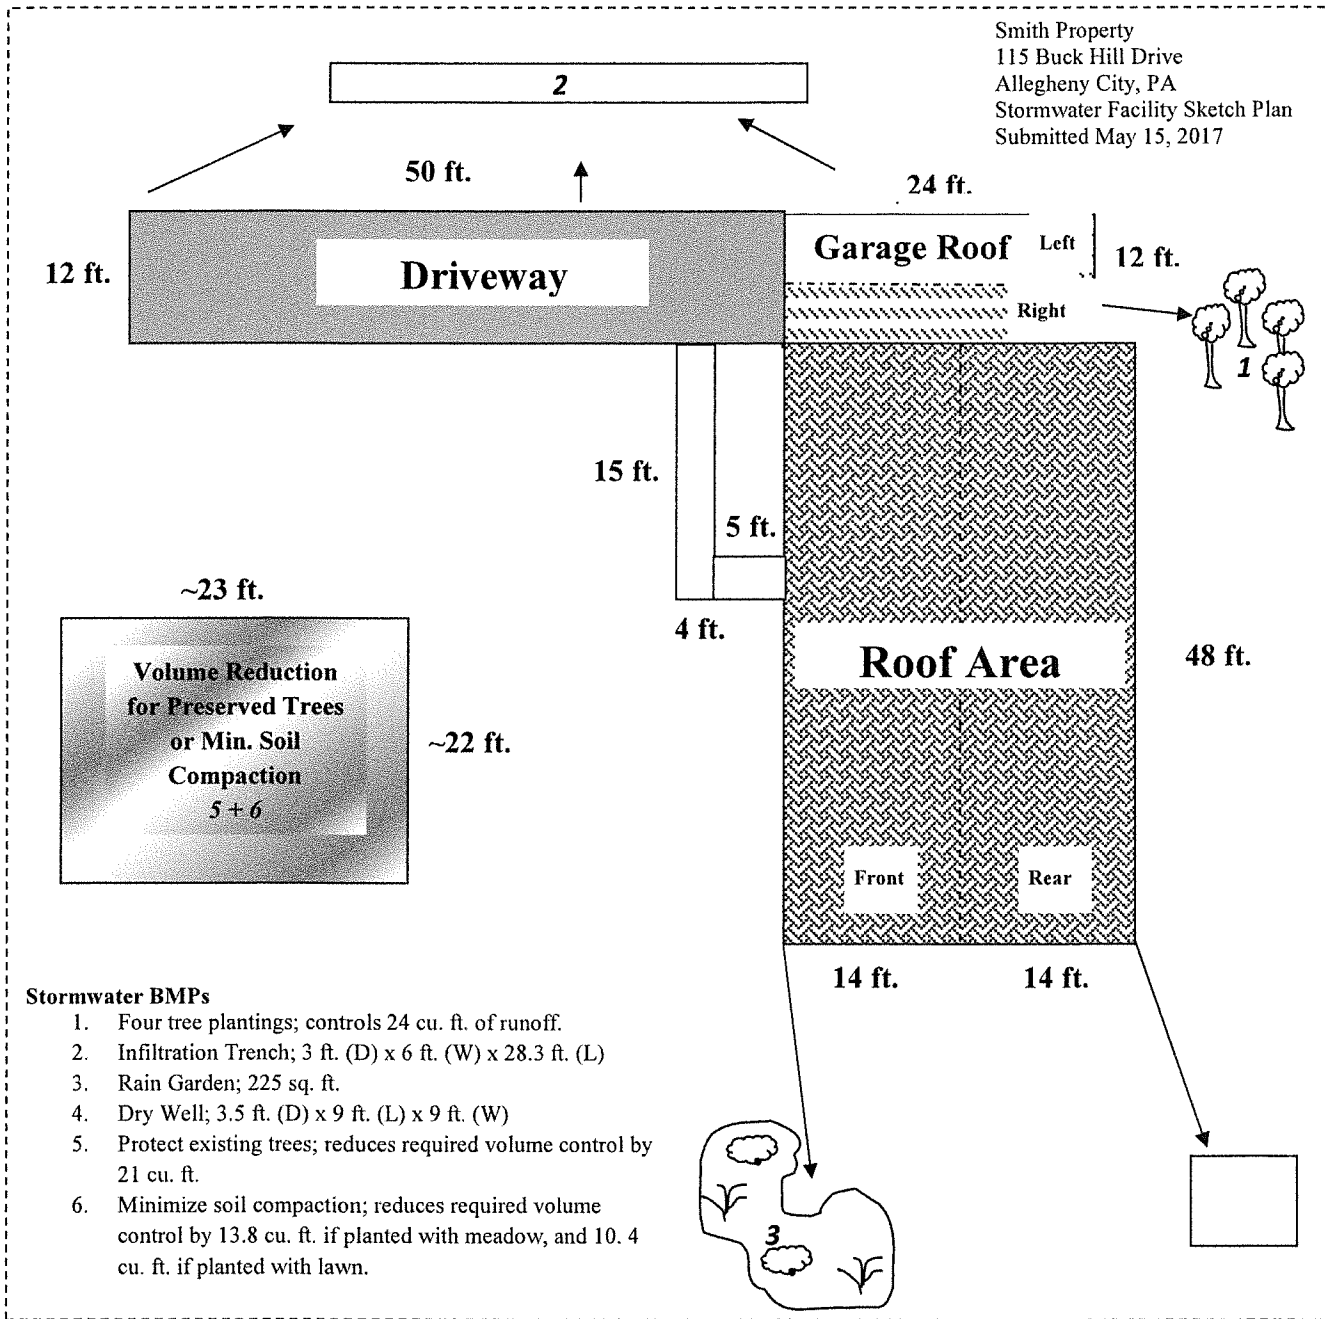 Smith Property
115 Buck Hill Drive
Allegheny City, PA
Stormwater Facility Sketch Plan
Submitted May 15, 2017
2
50 ft.
24 ft.
12 ft.
Driveway
Garage Roof
Left
12 ft.
Right
1
15 ft.
5 ft.
4 ft.
~23 ft.
Volume Reduction
for Preserved Trees
or Min. Soil
Compaction
5 + 6
~22 ft.
Roof Area
48 ft.
Front
Rear
14 ft.
14 ft.
Stormwater BMPs
1. Four tree plantings; controls 24 cu. ft. of runoff.
2. Infiltration Trench; 3 ft. (D) x 6 ft. (W) x 28.3 ft. (L)
3. Rain Garden; 225 sq. ft.
4. Dry Well; 3.5 ft. (D) x 9 ft. (L) x 9 ft. (W)
5. Protect existing trees; reduces required volume control by
21 cu. ft.
6. Minimize soil compaction; reduces required volume
control by 13.8 cu. ft. if planted with meadow, and 10. 4
cu. ft. if planted with lawn.
3